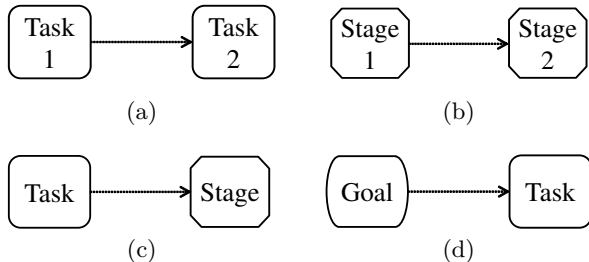 Task
1
Task
2
Stage
1
Stage
2
(a)
(b)
Task
Stage
Goal
Task
(c)
(d)